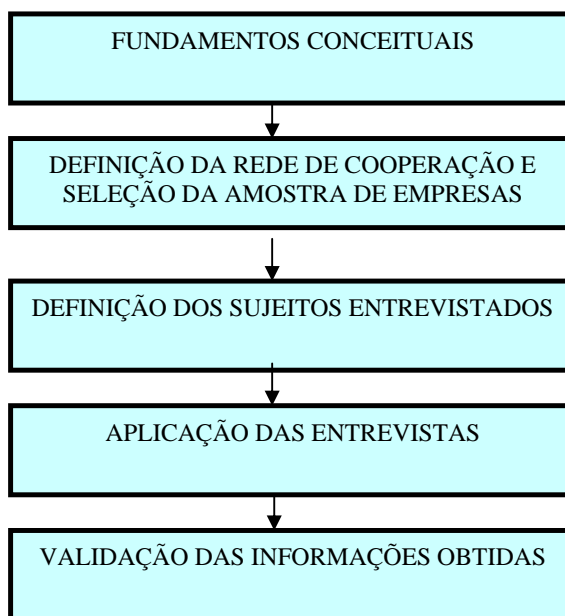 FUNDAMENTOS CONCEITUAIS
DEFINIÇÃO DA REDE DE COOPERAÇÃO E
SELEÇÃO DA AMOSTRA DE EMPRESAS
DEFINIÇÃO DOS SUJEITOS ENTREVISTADOS
APLICAÇÃO DAS ENTREVISTAS
VALIDAÇÃO DAS INFORMAÇÕES OBTIDAS